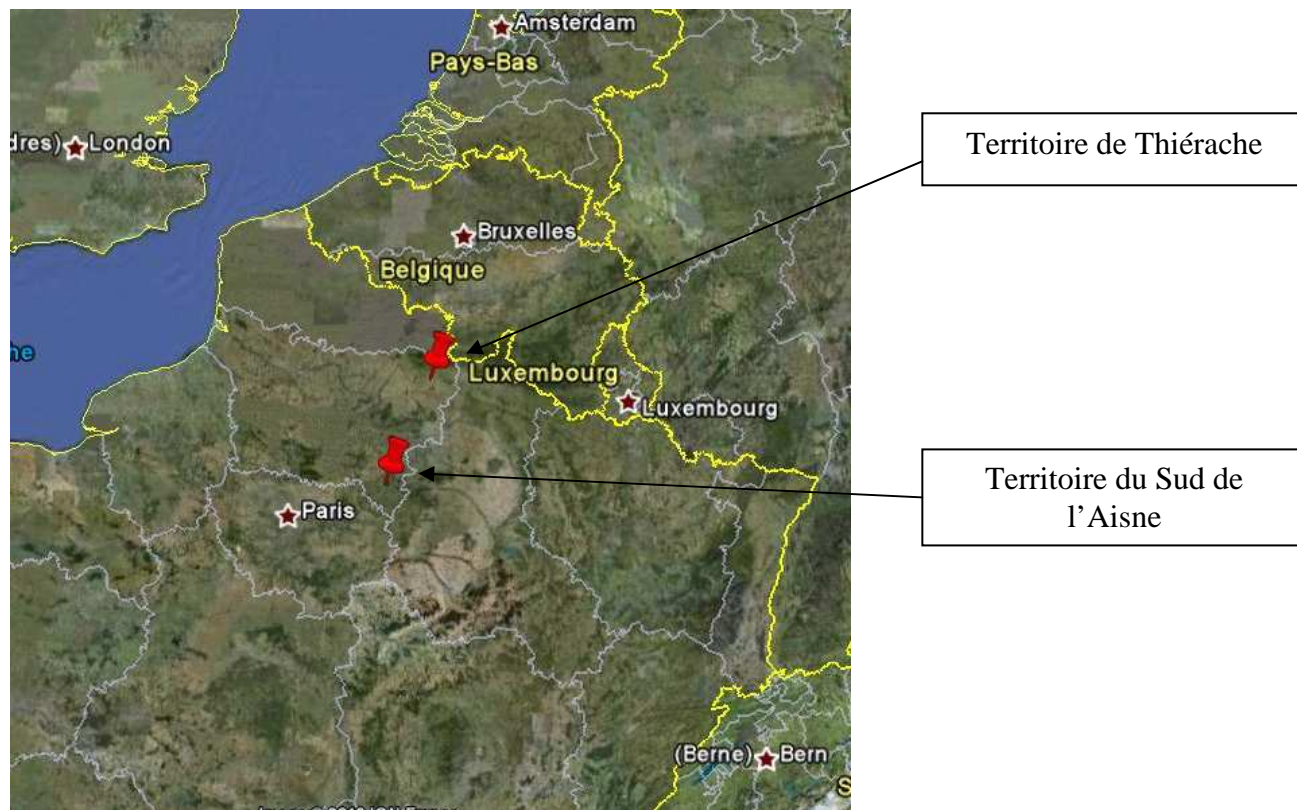 Amsterdam
Pays-Bas
dres) London
Territoire de Thiérache
Bruxelles
Belgique
he
Luxembourg
Luxembourg
Territoire du Sud de
l’Aisne
Paris
(Berne) Bern
S